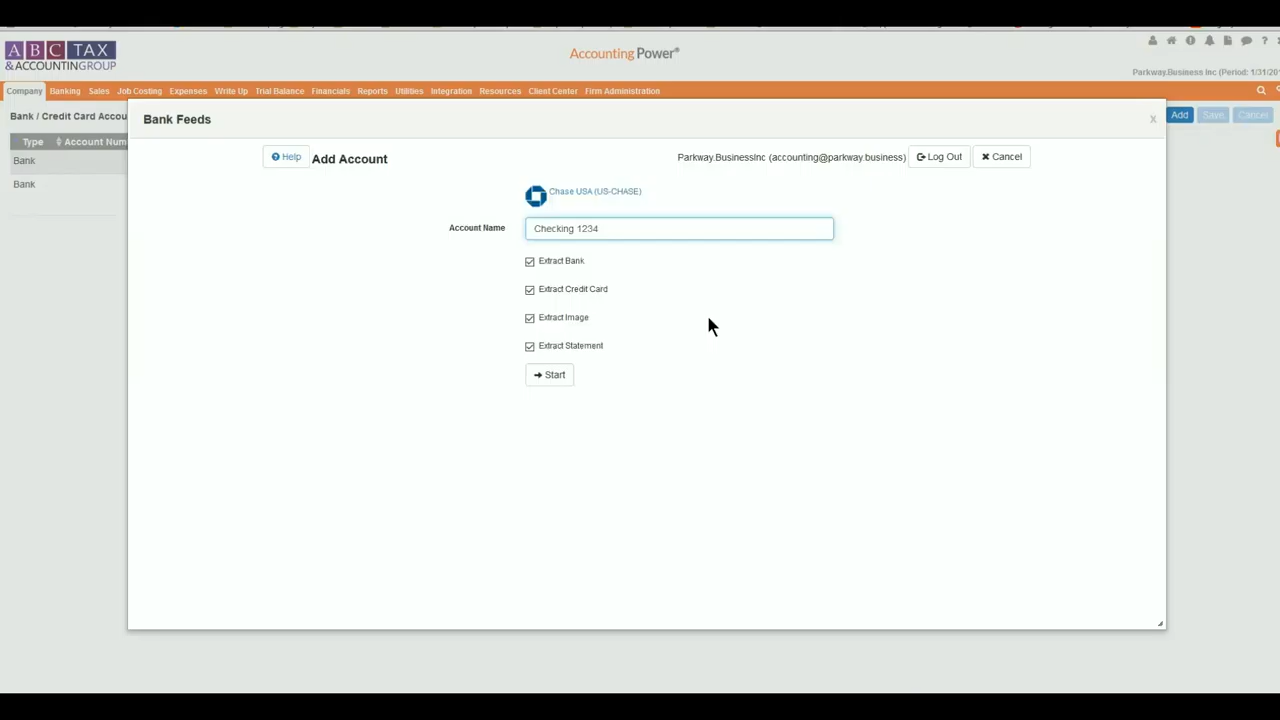 A B C TAX
& ACCOUNTING GROUP
Accounting Power®
Parkway.Business Inc (Period: 1/31/20
Company Banking Sales Job Costing Expenses Write Up Trial Balance Financials Reports Utilities Integration Resources Client Center Firm Administration
Bank / Credit Card Accou
Add Save Cancel
Type Account Num
Bank
Bank
Bank Feeds
x
Help Add Account
Parkway.BusinessInc (accounting@parkway.business) Log Out Cancel
Chase USA (US-CHASE)
Account Name Checking 1234
Extract Bank
Extract Credit Card
Extract Image
Extract Statement
Start